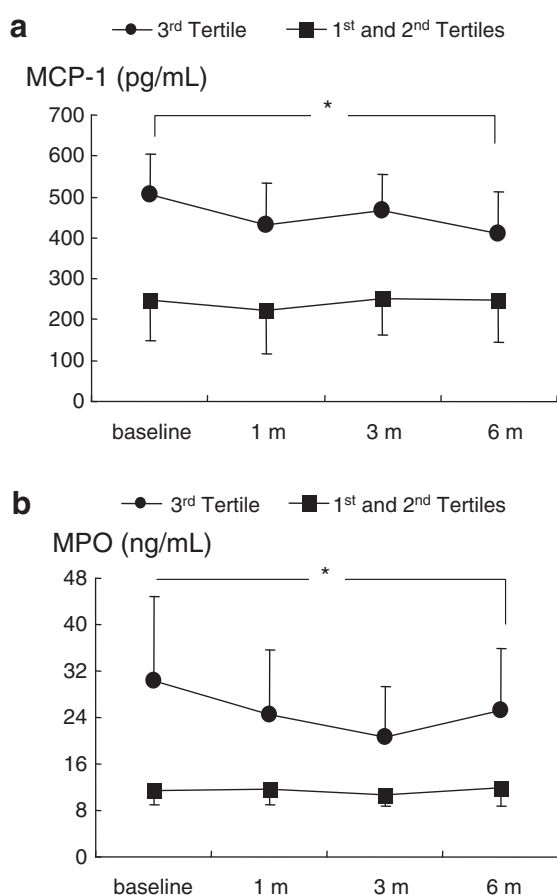 a
3rd Tertile 1st and 2nd Tertiles
MCP-1 (pg/mL)
700
*
600
500
400
300
200
100
0
baseline 1 m 3 m 6 m
b
3rd Tertile 1st and 2nd Tertiles
MPO (ng/mL)
48
*
40
32
24
16
8
0
baseline 1 m 3 m 6 m